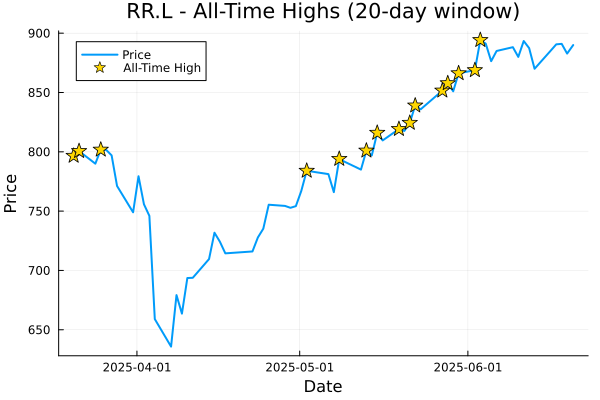 RR.L - All-Time Highs (20-day window)
Price
All-Time High
900
850
800
750
700
650
Price
2025-04-01
2025-05-01
2025-06-01
Date